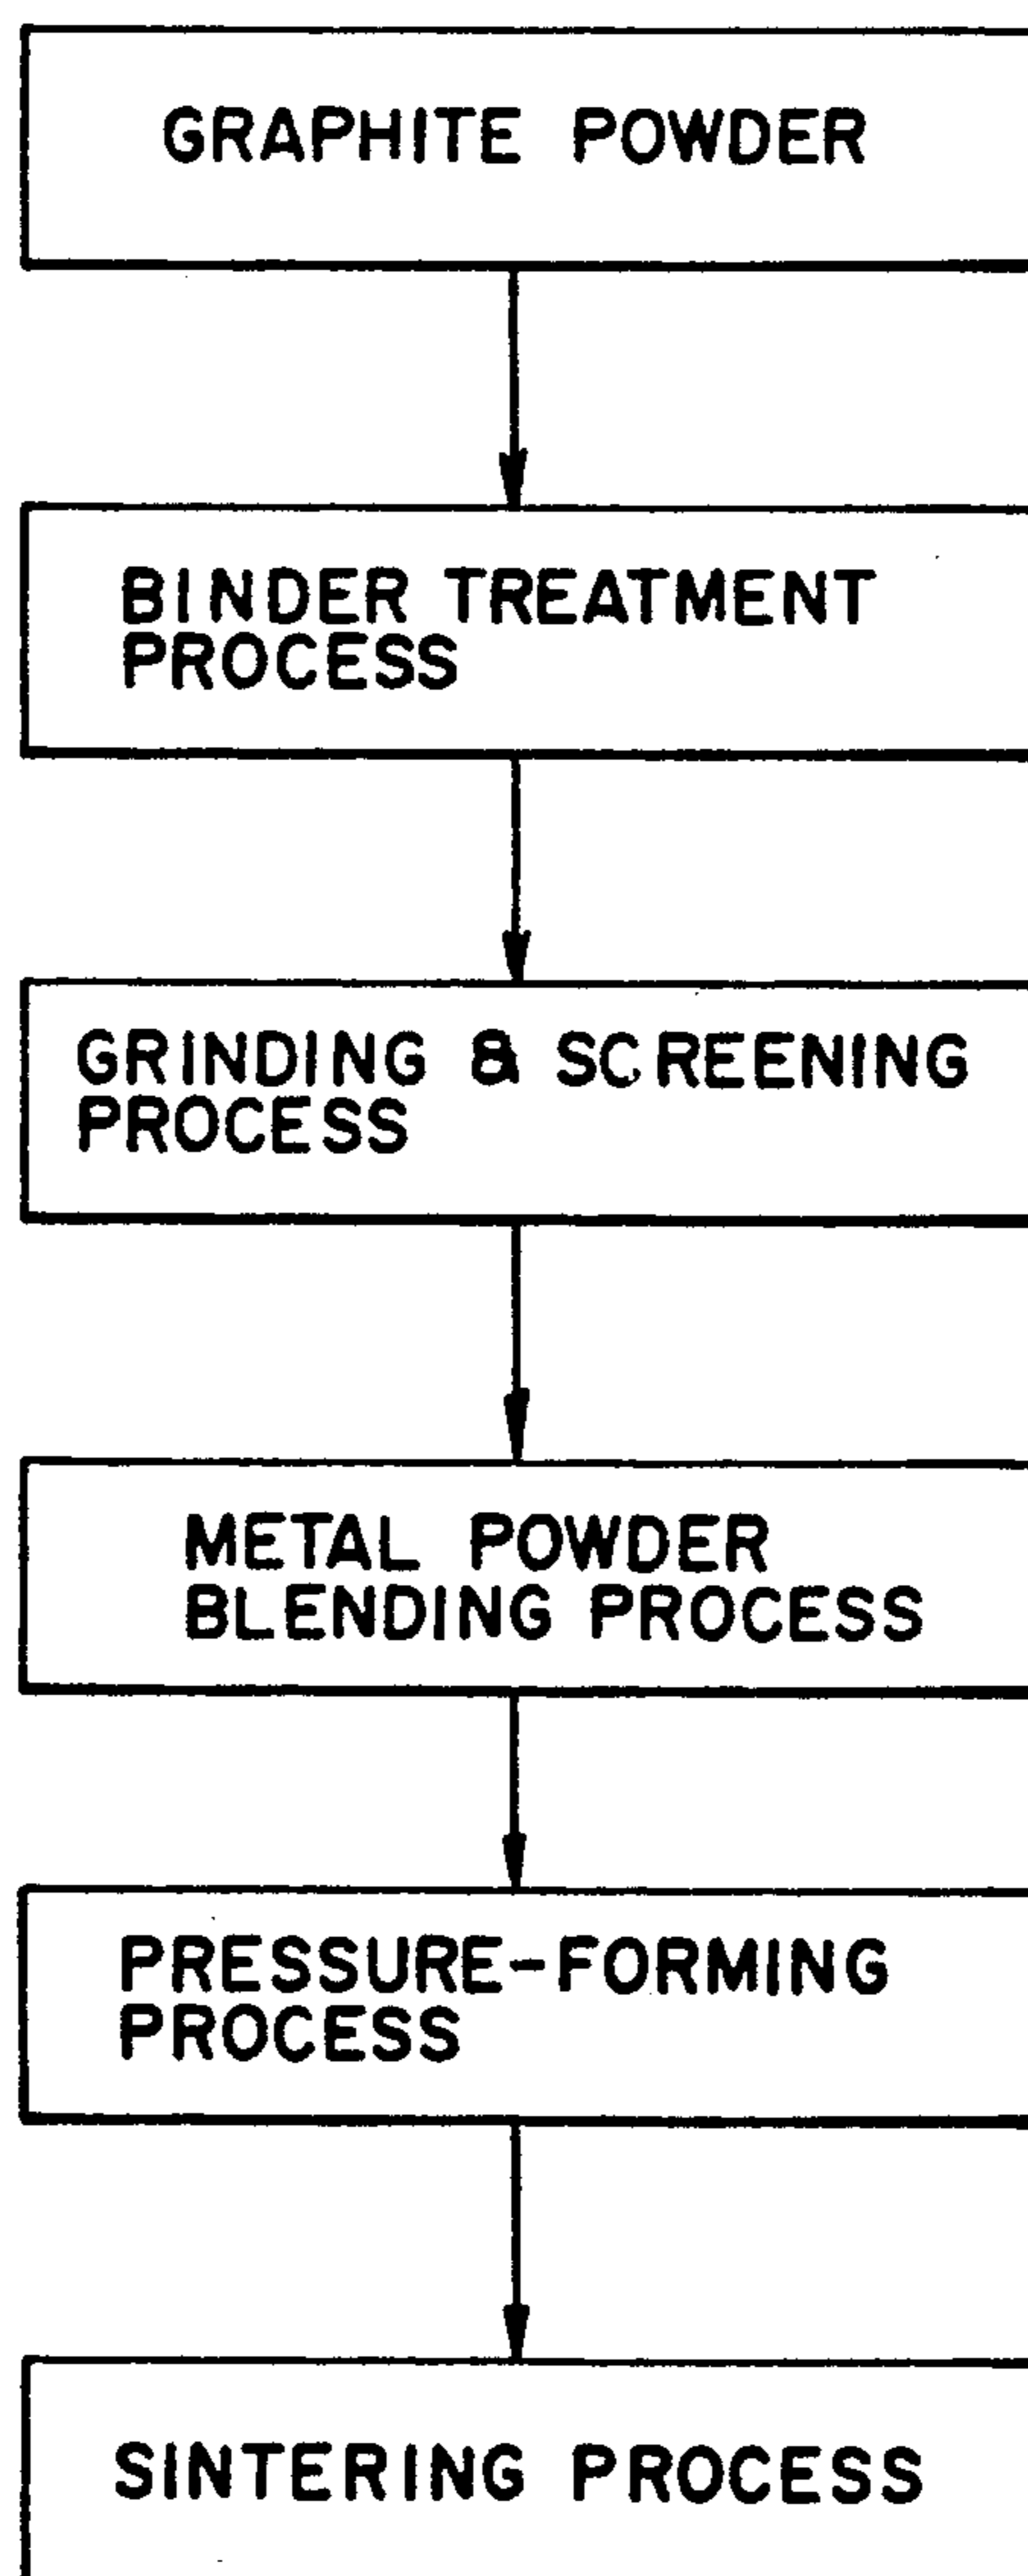 GRAPHITE POWDER
BINDER TREATMENT
PROCESS
GRINDING & SCREENING
PROCESS
METAL POWDER
BLENDING PROCESS
PRESSURE-FORMING
PROCESS
SINTERING PROCESS